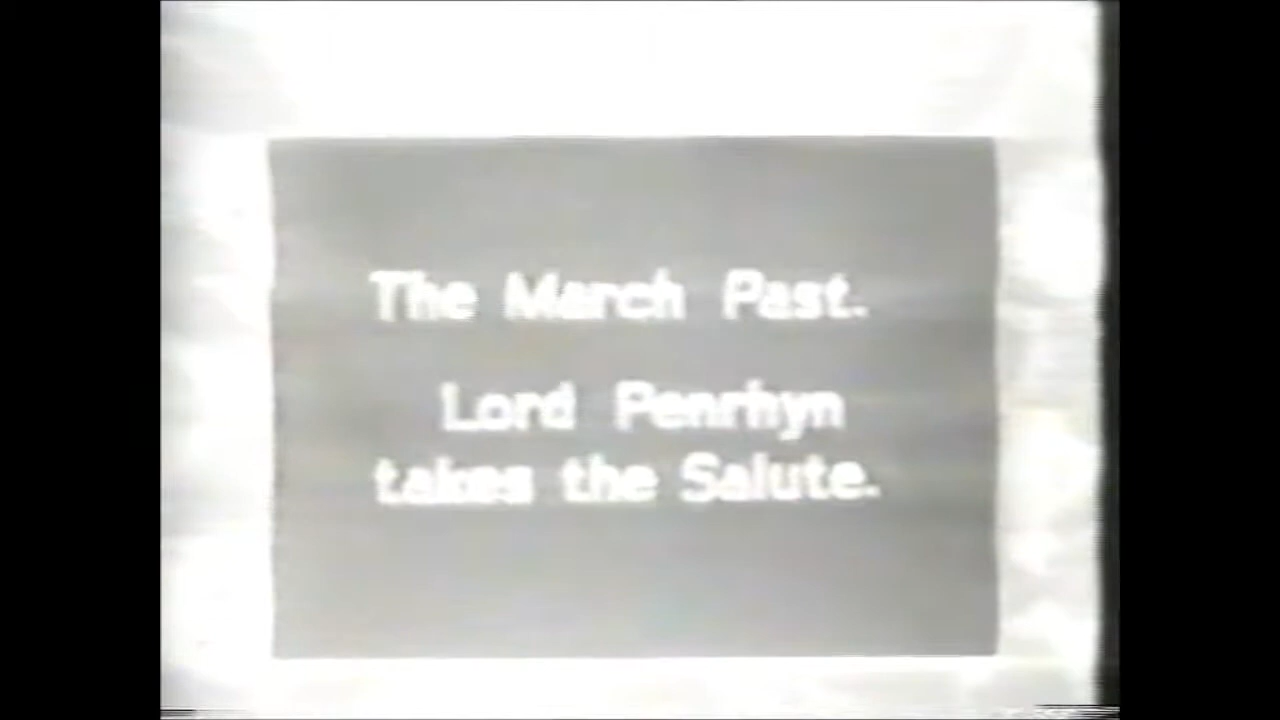 The March Past.
Lord Penrhyn
takes the Salute.